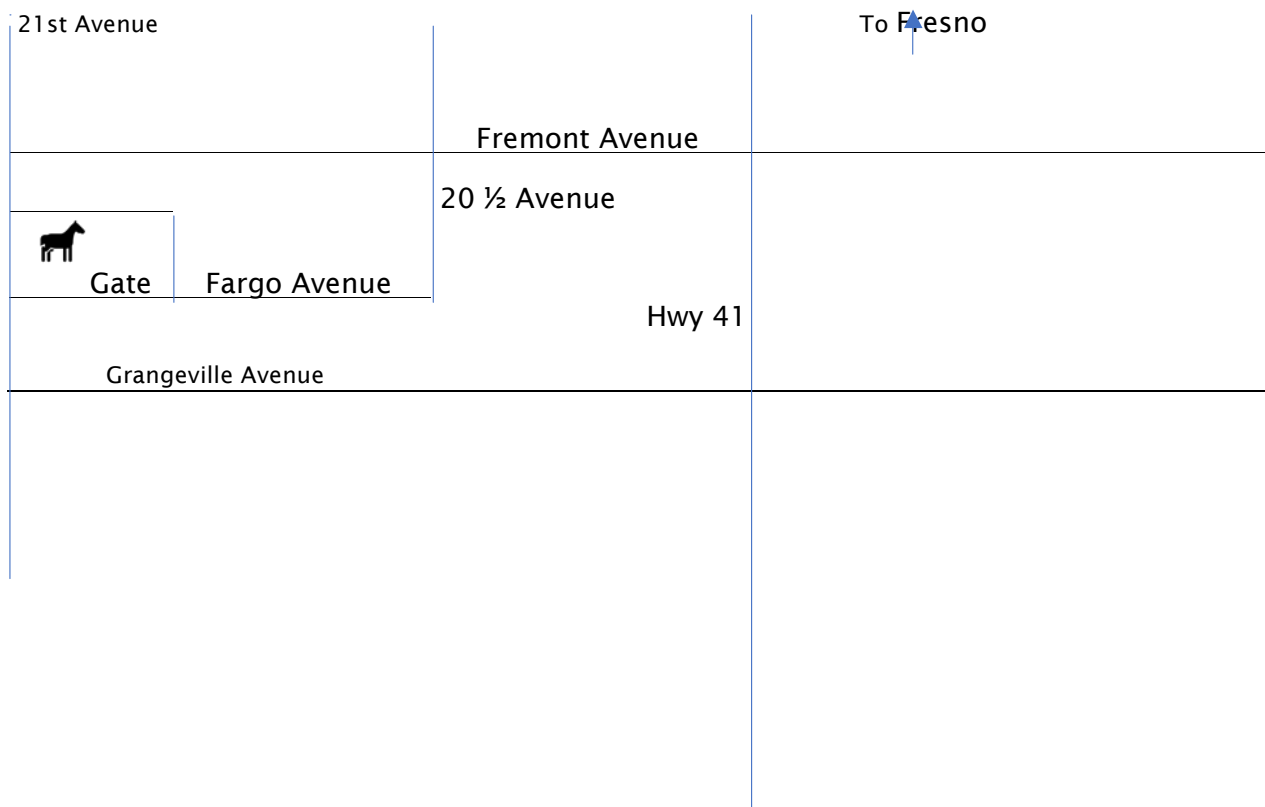 21st Avenue
To Fresno
Fremont Avenue
20 ½ Avenue
Gate
Fargo Avenue
Hwy 41
Grangeville Avenue